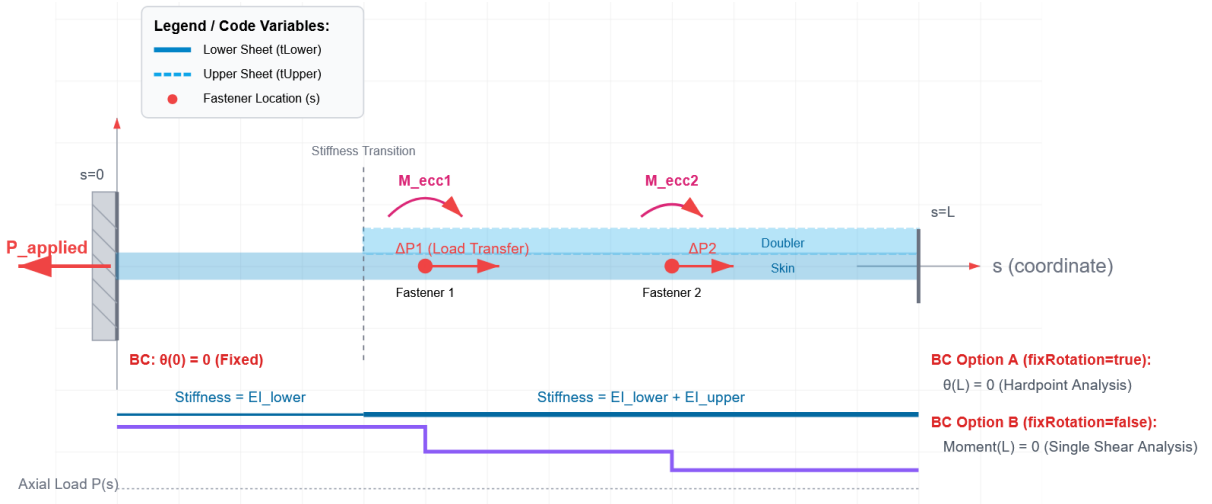 Legend / Code Variables:
Lower Sheet (tLower)
Upper Sheet (tUpper)
Fastener Location (s)
Stiffness Transition
s=0
M_ecc1
M_ecc2
s=L
P_applied
ΔP1 (Load Transfer)
ΔP2
Doubler
Skin
s (coordinate)
Fastener 1
Fastener 2
BC: θ(0) = 0 (Fixed)
BC Option A (fixRotation=true):
θ(L) = 0 (Hardpoint Analysis)
Stiffness = EI_lower
Stiffness = EI_lower + EI_upper
BC Option B (fixRotation=false):
Moment(L) = 0 (Single Shear Analysis)
Axial Load P(s)